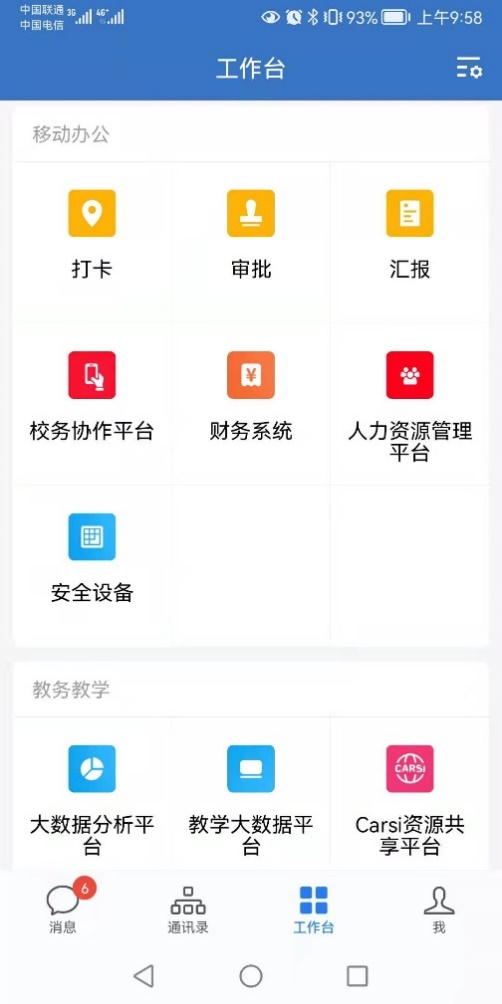 中国联通 3G 4G+ 93% 上午9:58
中国电信
工作台
移动办公
打卡 审批 汇报
校务协作平台 财务系统 人力资源管理
平台
安全设备
教务教学
CARSI
大数据分析平 教学大数据平 Carsi资源共
台 台 享平台
6
消息 通讯录 工作台 我